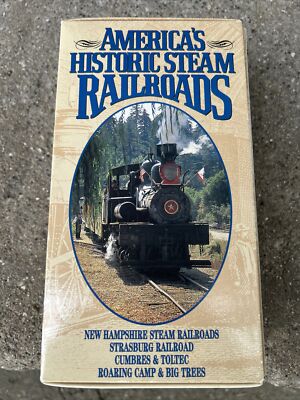 AMERICA'S
HISTORIC STEAM
RAILROADS
NEW HAMPSHIRE STEAM RAILROADS
STRASBURG RAILROAD
CUMBRES & TOLTEC
ROARING CAMP & BIG TREES